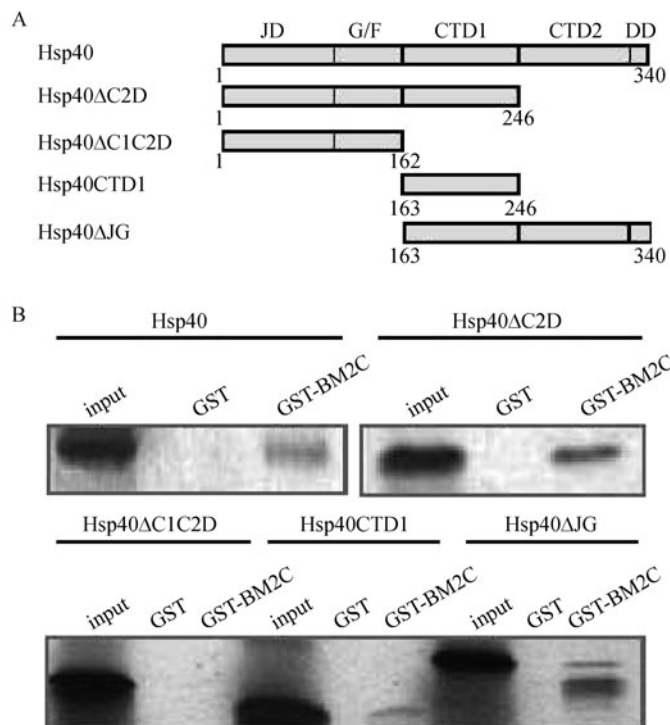 A
JD G/F CTD1 CTD2 DD
Hsp40
1 340
Hsp40ΔC2D
1 246
Hsp40ΔC1C2D
1 162
Hsp40CTD1
163 246
Hsp40ΔJG
163 340
B
Hsp40 Hsp40ΔC2D
input GST GST-BM2C input GST GST-BM2C
Hsp40ΔC1C2D Hsp40CTD1 Hsp40ΔJG
input GST GST-BM2C input GST GST-BM2C input GST GST-BM2C